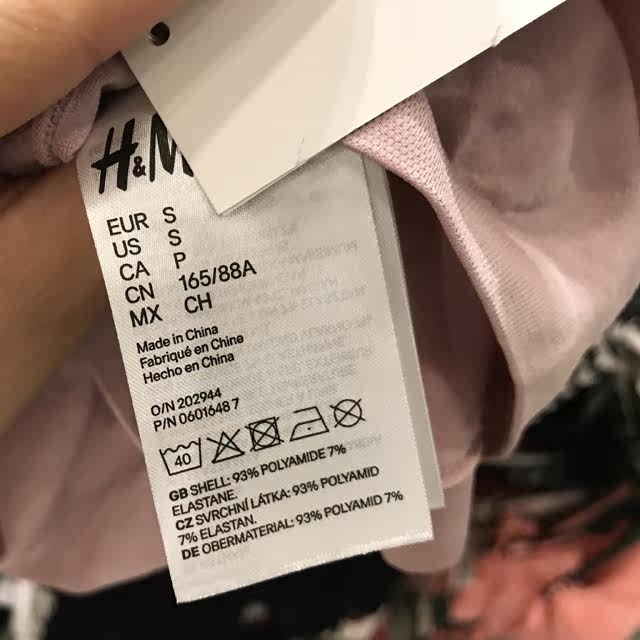 H&M
EUR S
US S
CA P
CN 165/88A
MX CH
Made in China
Fabriqué en Chine
Hecho en China
O/N 202944
P/N 0601648 7
40
GB SHELL: 93% POLYAMIDE 7%
ELASTANE.
CZ SVRCHNÍ LÁTKA: 93% POLYAMID
7% ELASTAN.
DE OBERMATERIAL: 93% POLYAMID 7%